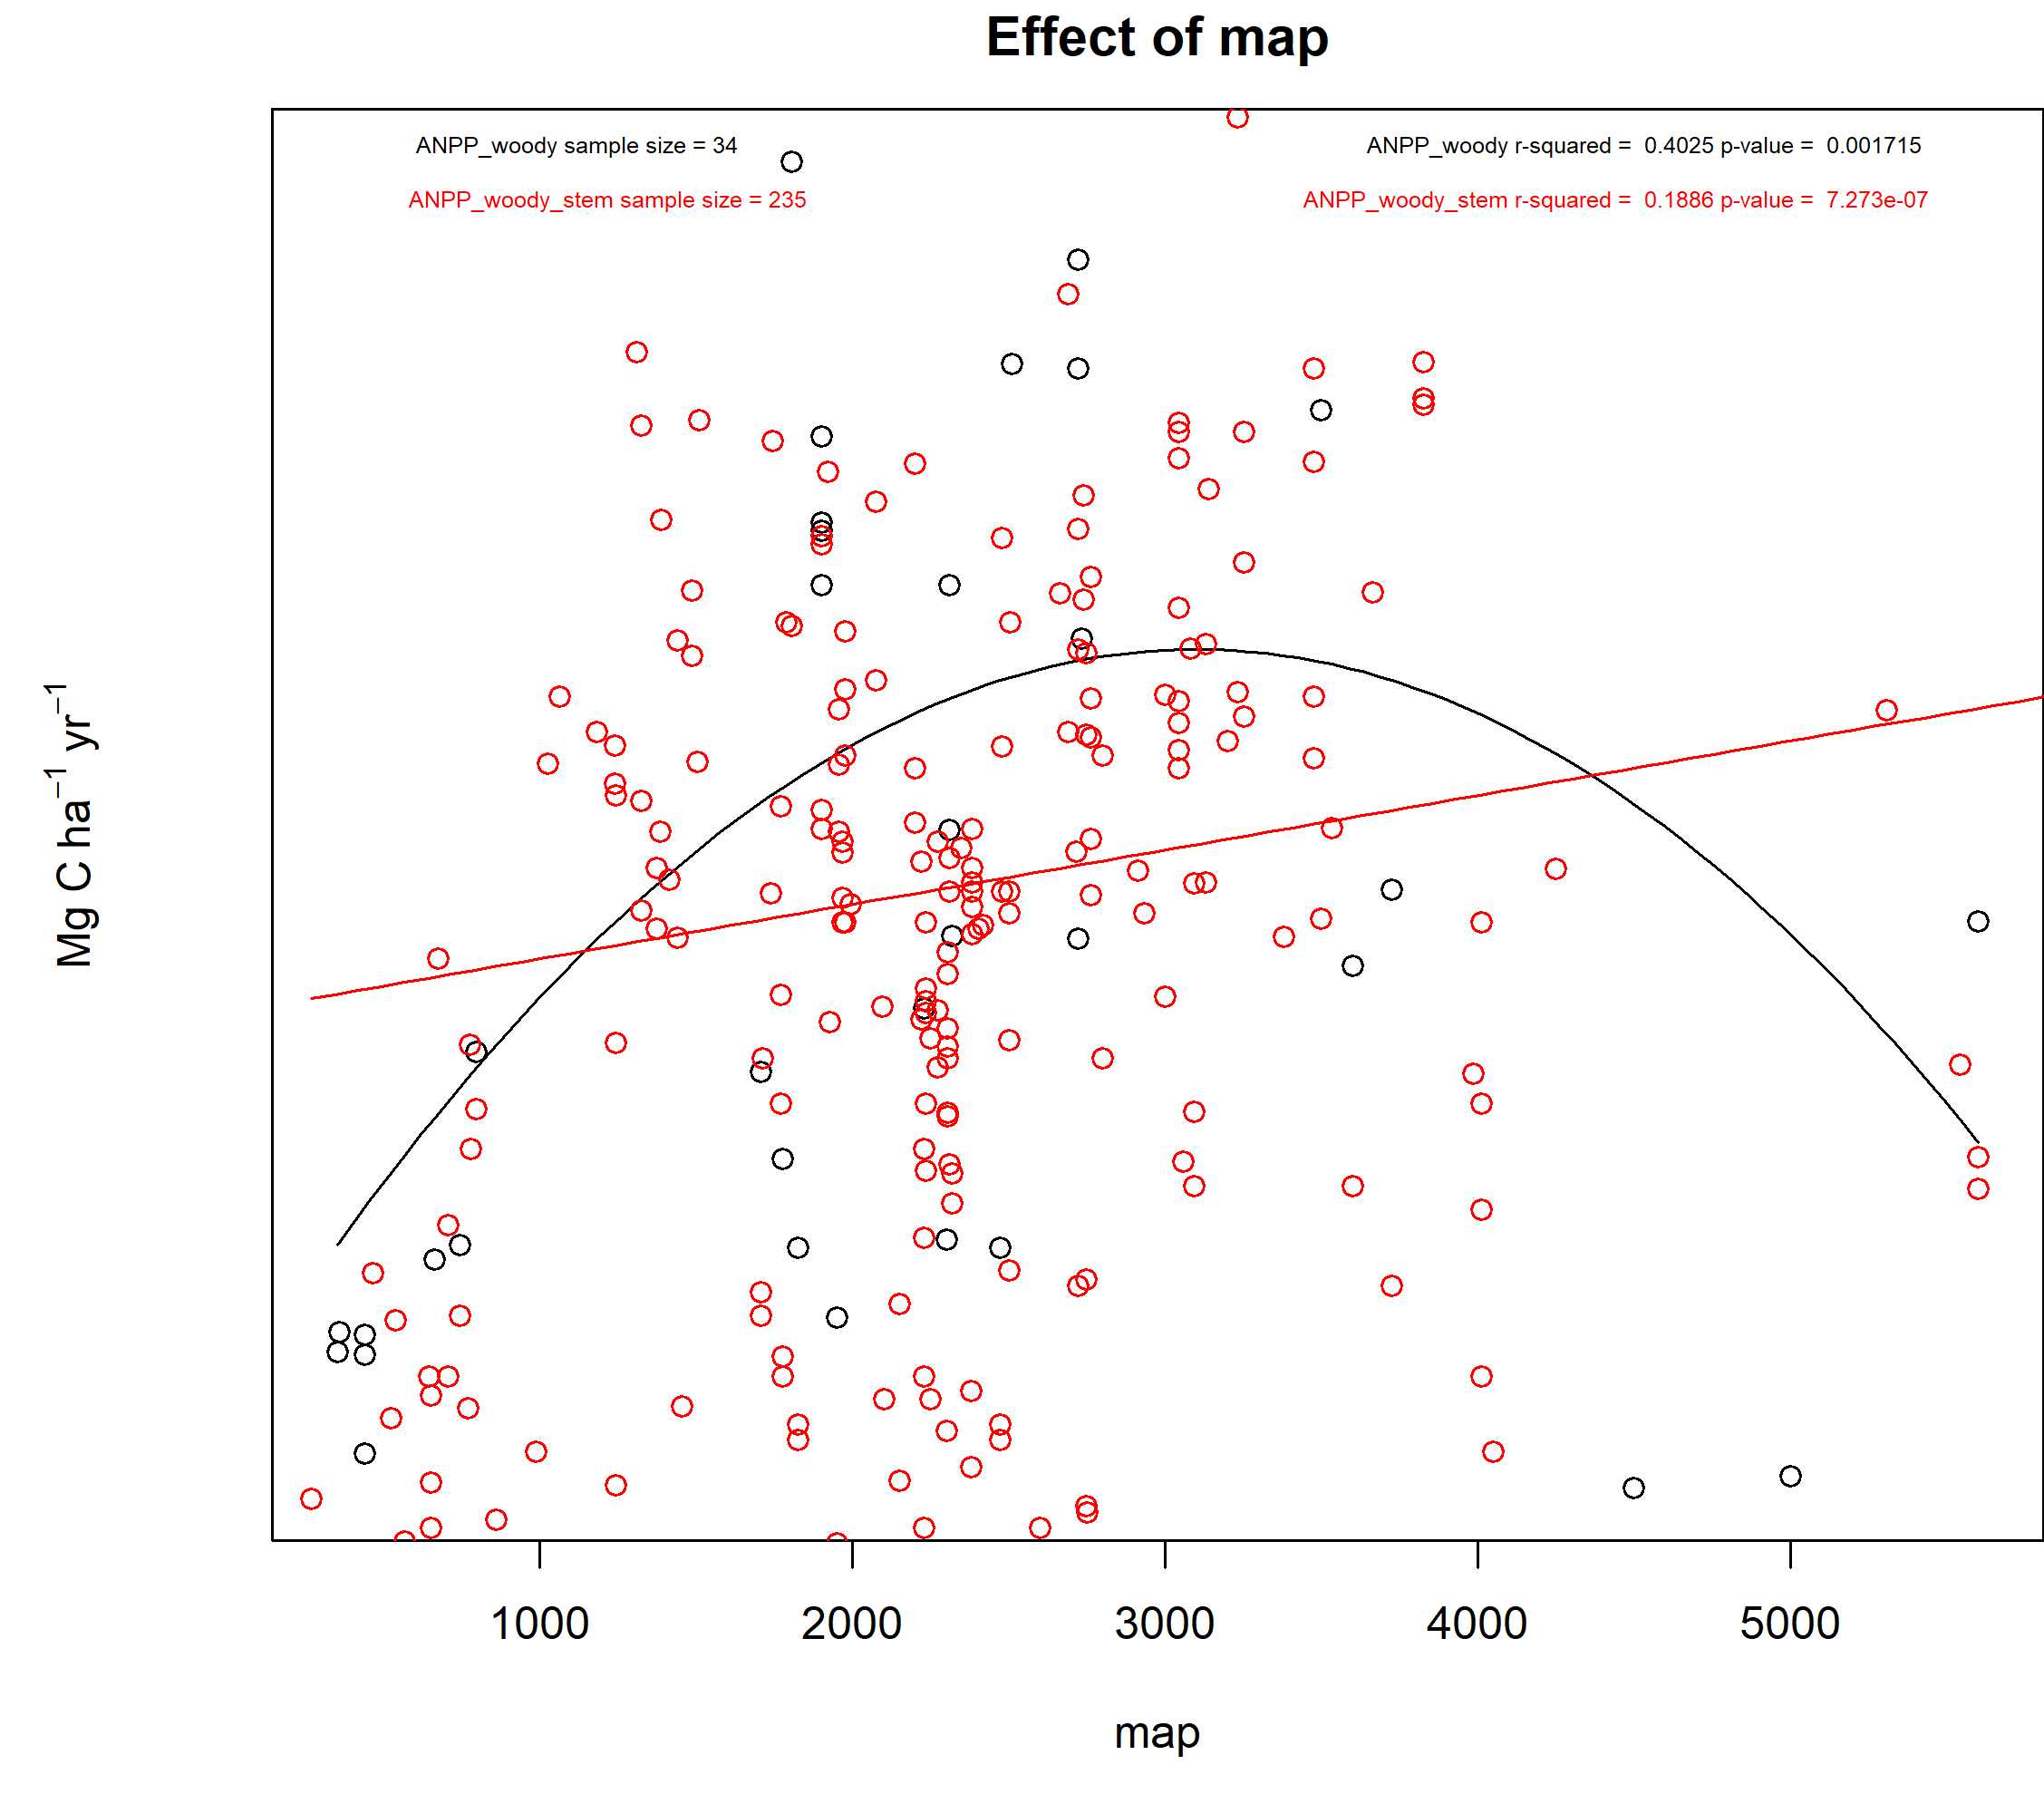 Effect of map
ANPP_woody sample size = 34
ANPP_woody r-squared =  0.4025 p-value =  0.001715
ANPP_woody_stem sample size = 235
ANPP_woody_stem r-squared =  0.1886 p-value =  7.273e-07
Mg C ha⁻¹ yr⁻¹
1000 2000 3000 4000 5000
map